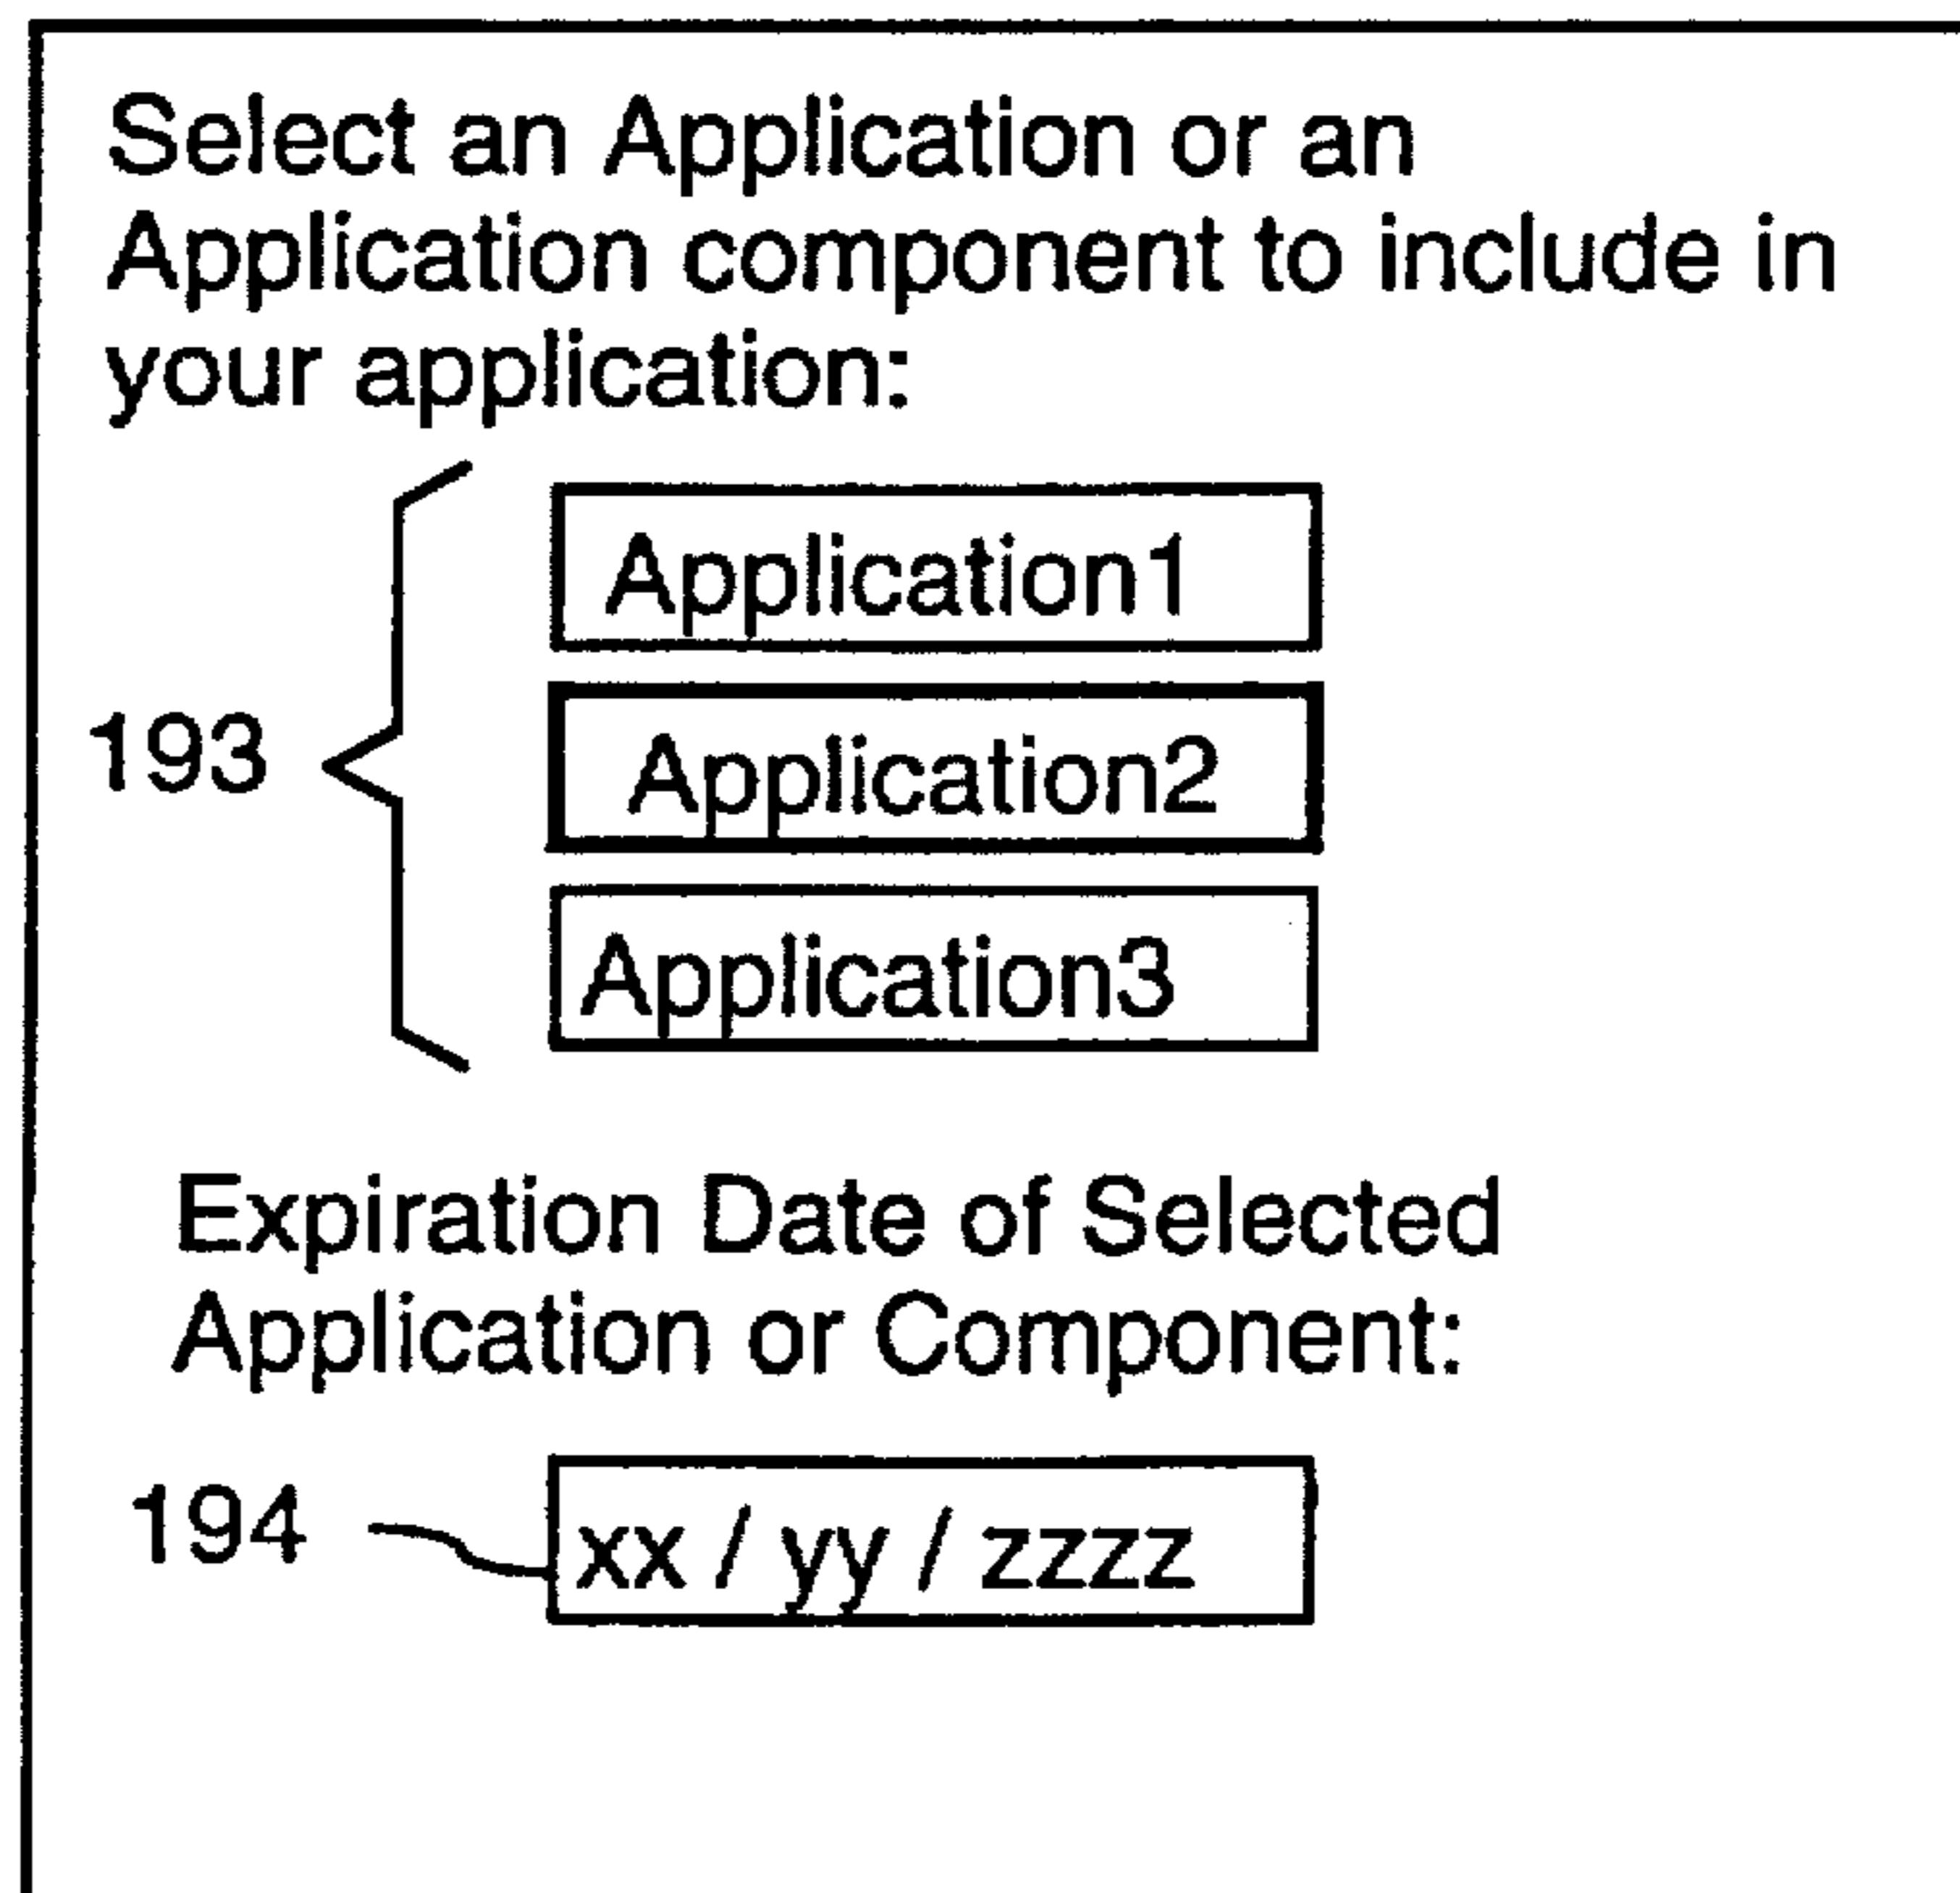 Select an Application or an
Application component to include in
your application:
Application1
193
Application2
Application3
Expiration Date of Selected
Application or Component:
194
xx / yy / zzzz